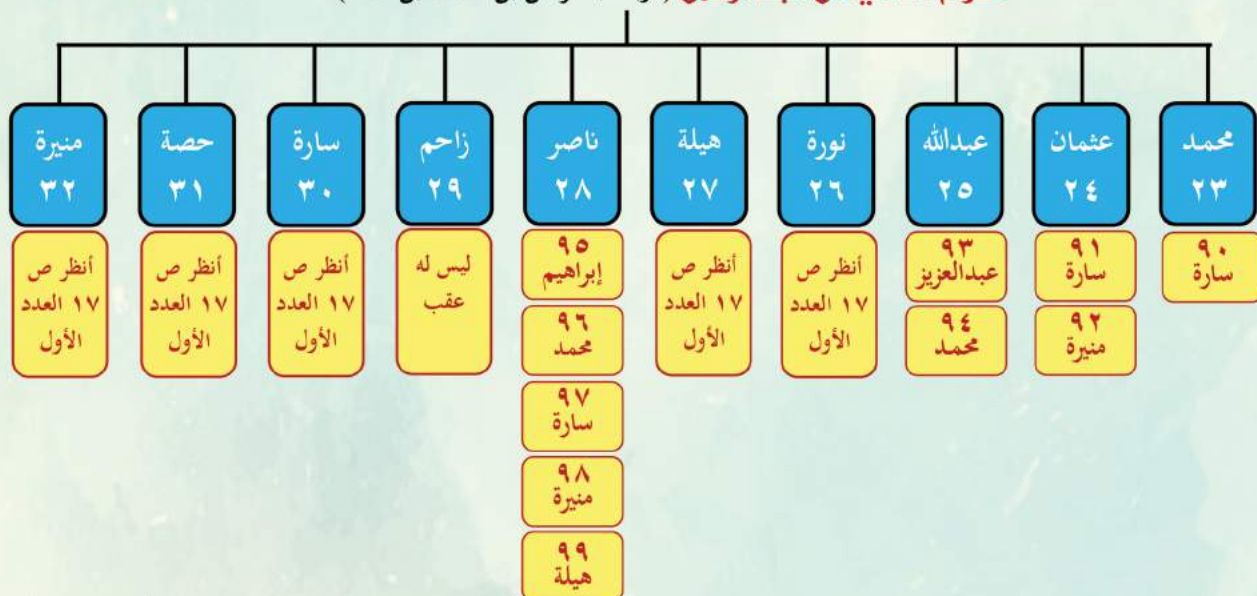 محمد
٢٣
عثمان
٢٤
عبدالله
٢٥
نورة
٢٦
هيلة
٢٧
ناصر
٢٨
زاحم
٢٩
سارة
٣٠
حصة
٣١
منيرة
٣٢
٩٠
سارة
٩١
سارة
٩٢
منيرة
٩٣
عبدالعزيز
٩٤
محمد
أنظر ص
١٧ العدد
الأول
أنظر ص
١٧ العدد
الأول
٩٥
إبراهيم
٩٦
محمد
٩٧
سارة
٩٨
منيرة
٩٩
هيلة
ليس له
عقب
أنظر ص
١٧ العدد
الأول
أنظر ص
١٧ العدد
الأول
أنظر ص
١٧ العدد
الأول